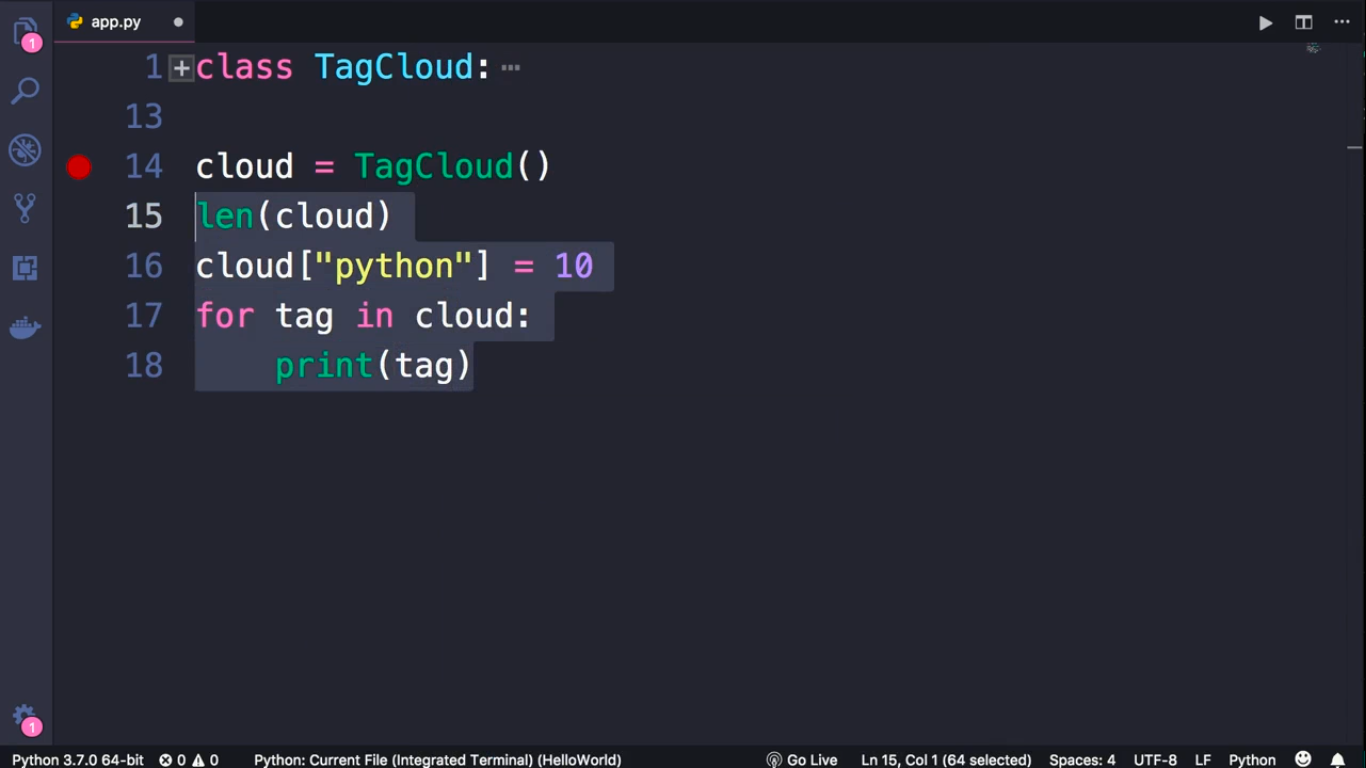 app.py
1 class TagCloud:
13
14 cloud = TagCloud()
15 len(cloud)
16 cloud["python"] = 10
17 for tag in cloud:
18     print(tag)
1
1
Python 3.7.0 64-bit 0 0 Python: Current File (Integrated Terminal) (HelloWorld) Go Live Ln 15, Col 1 (64 selected) Spaces: 4 UTF-8 LF Python